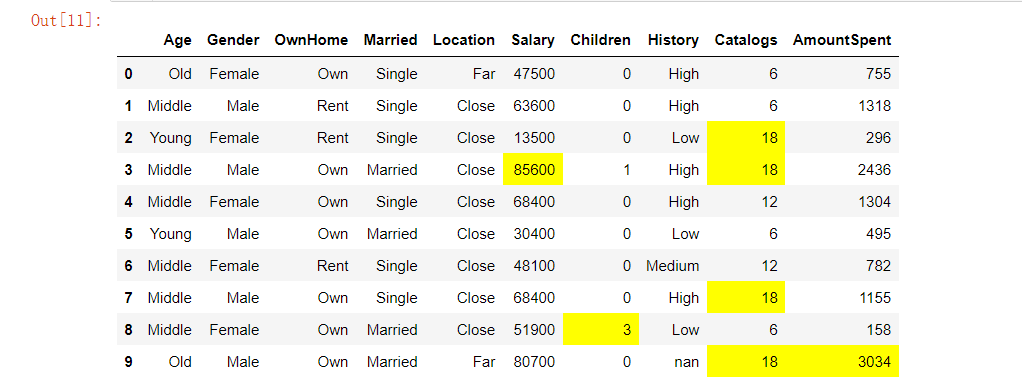 Out[11]:
Age Gender OwnHome Married Location Salary Children History Catalogs AmountSpent
0 Old Female Own Single Far 47500 0 High 6 755
1 Middle Male Rent Single Close 63600 0 High 6 1318
2 Young Female Rent Single Close 13500 0 Low 18 296
3 Middle Male Own Married Close 85600 1 High 18 2436
4 Middle Female Own Single Close 68400 0 High 12 1304
5 Young Male Own Married Close 30400 0 Low 6 495
6 Middle Female Rent Single Close 48100 0 Medium 12 782
7 Middle Male Own Single Close 68400 0 High 18 1155
8 Middle Female Own Married Close 51900 3 Low 6 158
9 Old Male Own Married Far 80700 0 nan 18 3034